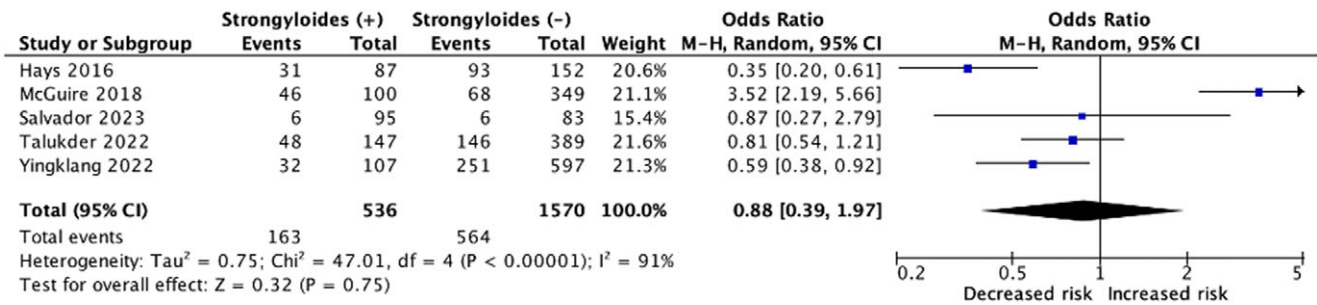 Strongyloides (+) Strongyloides (-) Odds Ratio Odds Ratio
Study or Subgroup Events Total Events Total Weight M-H, Random, 95% CI M-H, Random, 95% CI
Hays 2016 31 87 93 152 20.6% 0.35 [0.20, 0.61]
McGuire 2018 46 100 68 349 21.1% 3.52 [2.19, 5.66]
Salvador 2023 6 95 6 83 15.4% 0.87 [0.27, 2.79]
Talukder 2022 48 147 146 389 21.6% 0.81 [0.54, 1.21]
Yingklang 2022 32 107 251 597 21.3% 0.59 [0.38, 0.92]
Total (95% CI) 536 1570 100.0% 0.88 [0.39, 1.97]
Total events 163 564
Heterogeneity: Tau² = 0.75; Chi² = 47.01, df = 4 (P < 0.00001); I² = 91%
Test for overall effect: Z = 0.32 (P = 0.75)
0.2 0.5 1 2 5
Decreased risk Increased risk